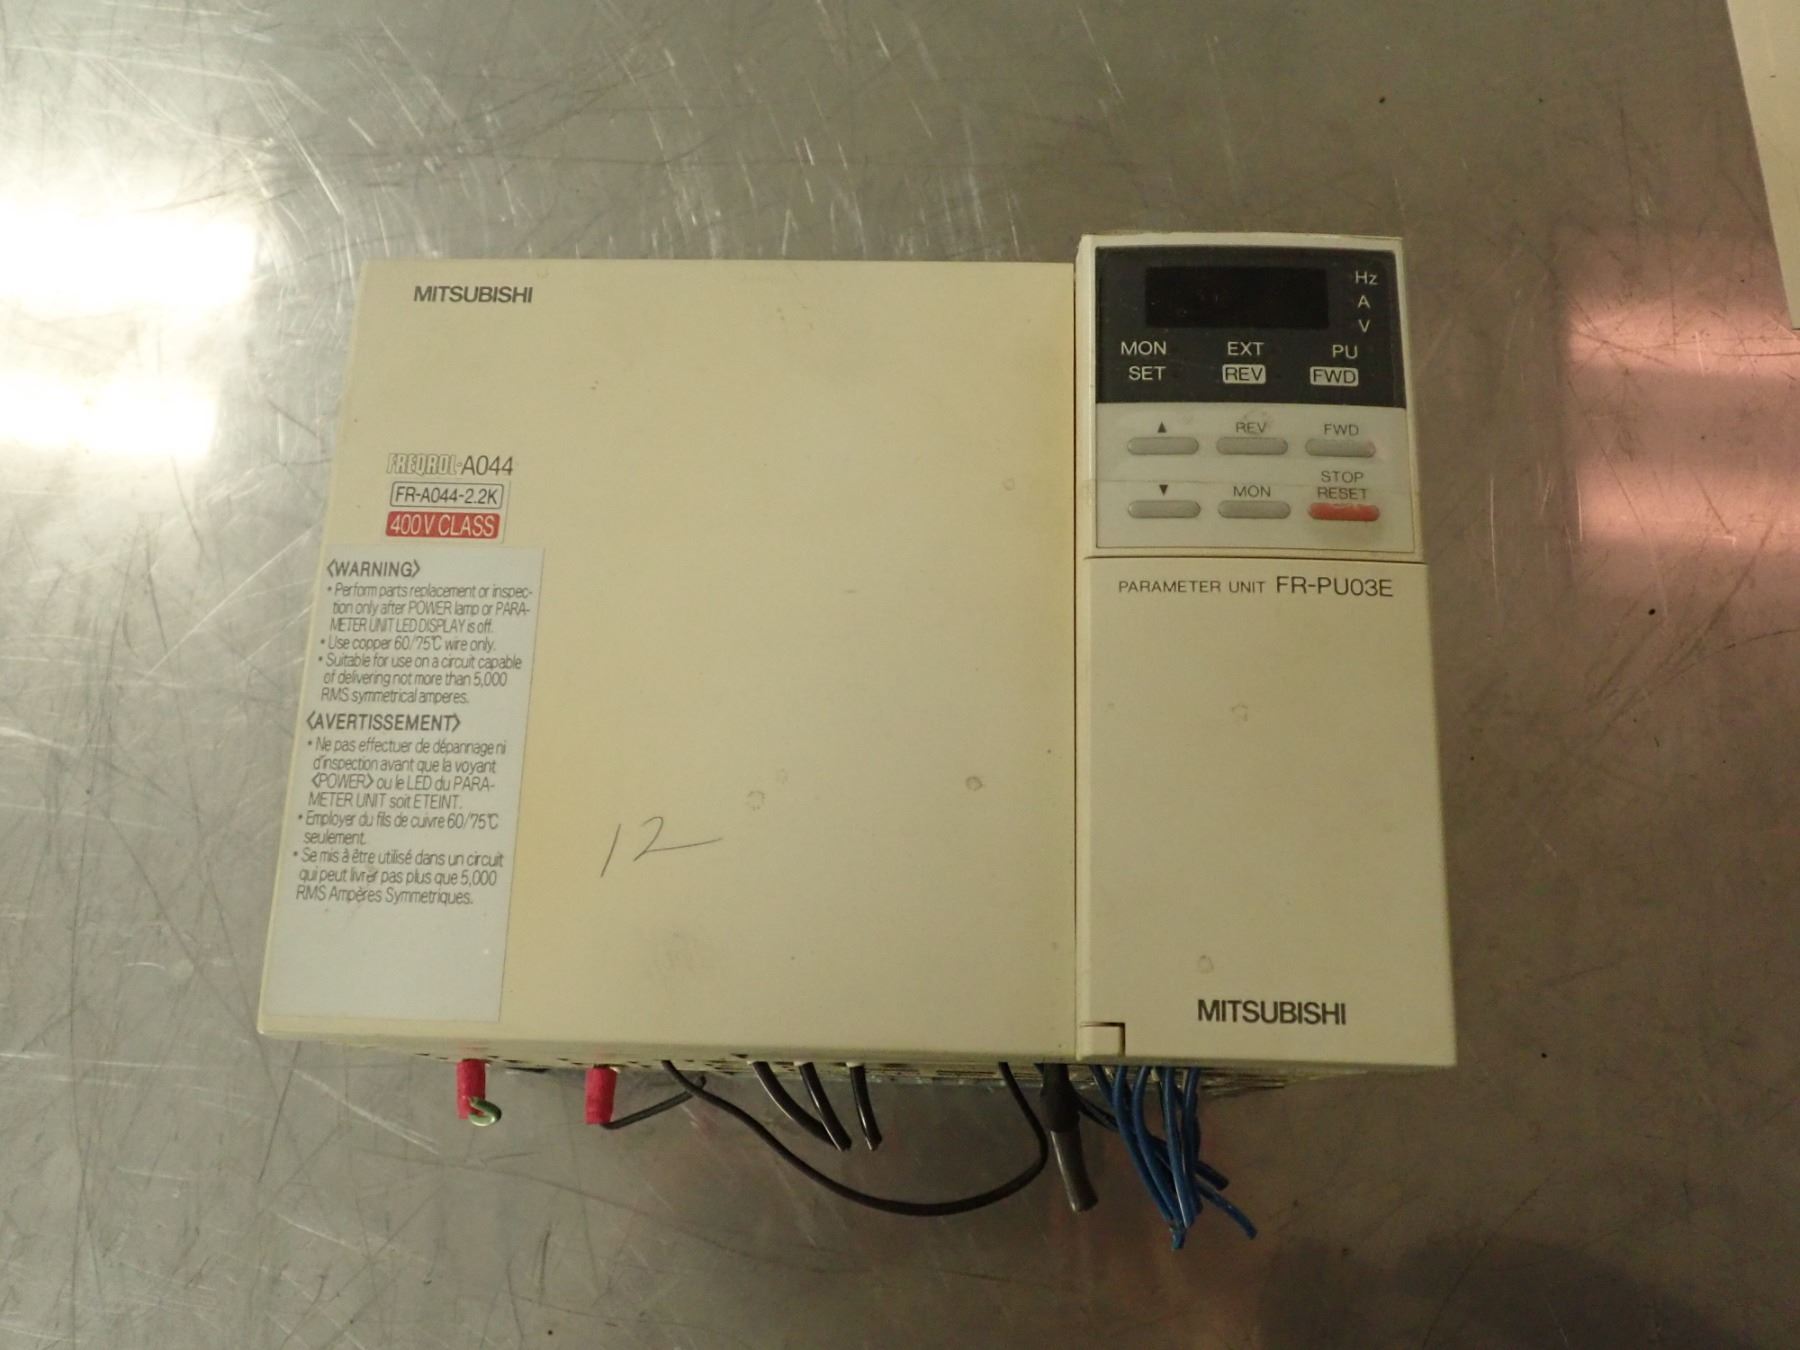 MITSUBISHI
FREQROL-A044
FR-A044-2.2K
400V CLASS
〈WARNING〉
• Perform parts replacement or inspec-
tion only after POWER lamp or PARA-
METER UNIT LED DISPLAY is off.
• Use copper 60/75℃ wire only.
• Suitable for use on a circuit capable
of delivering not more than 5,000
RMS symmetrical amperes.
〈AVERTISSEMENT〉
• Ne pas effectuer de dépannage ni
d'inspection avant que la voyant
〈POWER〉 ou le LED du PARA-
METER UNIT soit ETEINT.
• Employer du fils de cuivre 60/75℃
seulement.
• Se mis à être utilisé dans un circuit
qui peut livrer pas plus que 5,000
RMS Ampères Symmetriques.
12
Hz
A
V
MON EXT PU
SET REV FWD
▲ REV FWD
STOP
▼ MON RESET
PARAMETER UNIT FR-PU03E
MITSUBISHI